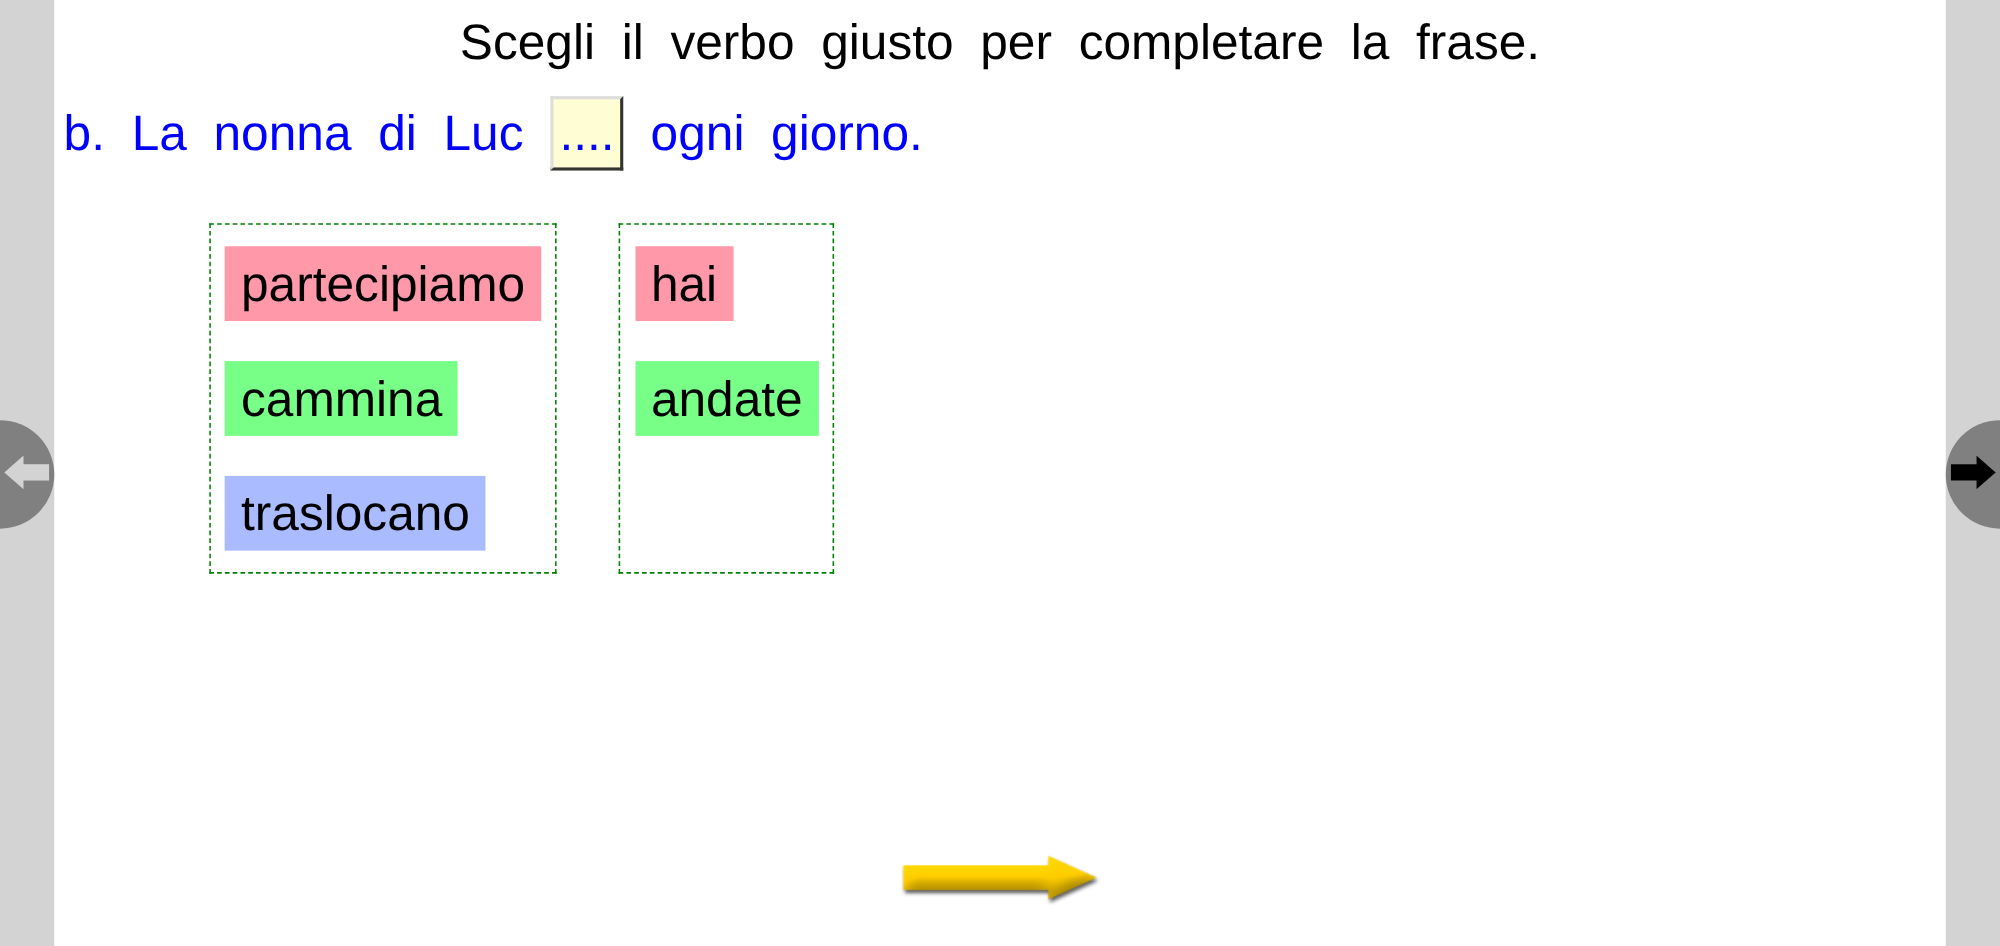 Scegli il verbo giusto per completare la frase.
b. La nonna di Luc .... ogni giorno.
partecipiamo
cammina
traslocano
hai
andate